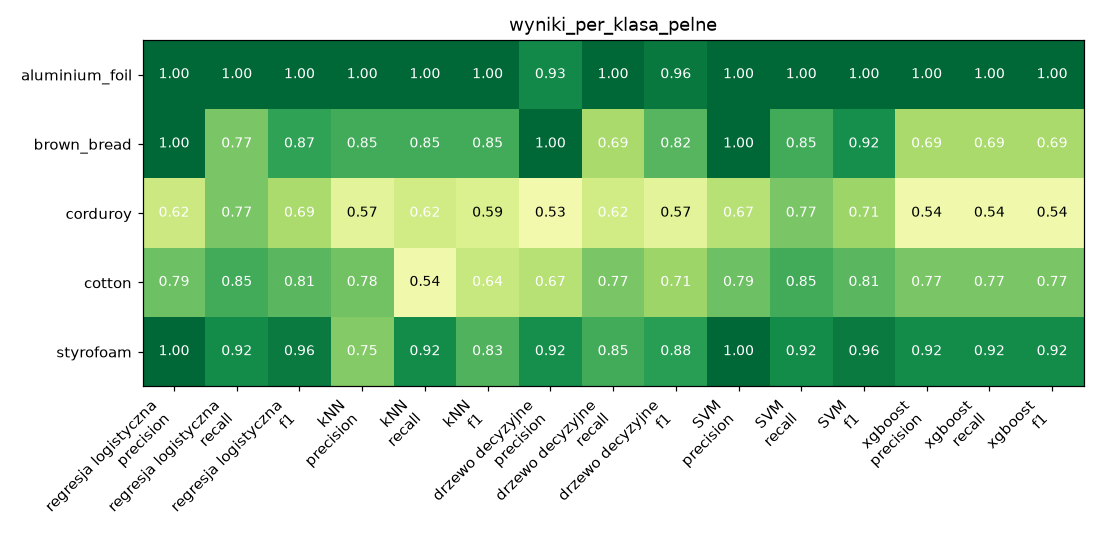 wyniki_per_klasa_pelne
aluminium_foil 1.00 1.00 1.00 1.00 1.00 1.00 0.93 1.00 0.96 1.00 1.00 1.00 1.00 1.00 1.00
brown_bread 1.00 0.77 0.87 0.85 0.85 0.85 1.00 0.69 0.82 1.00 0.85 0.92 0.69 0.69 0.69
corduroy 0.62 0.77 0.69 0.57 0.62 0.59 0.53 0.62 0.57 0.67 0.77 0.71 0.54 0.54 0.54
cotton 0.79 0.85 0.81 0.78 0.54 0.64 0.67 0.77 0.71 0.79 0.85 0.81 0.77 0.77 0.77
styrofoam 1.00 0.92 0.96 0.75 0.92 0.83 0.92 0.85 0.88 1.00 0.92 0.96 0.92 0.92 0.92
regresja logistyczna
precision
regresja logistyczna
recall
regresja logistyczna
f1
kNN
precision
kNN
recall
kNN
f1
drzewo decyzyjne
precision
drzewo decyzyjne
recall
drzewo decyzyjne
f1
SVM
precision
SVM
recall
SVM
f1
xgboost
precision
xgboost
recall
xgboost
f1